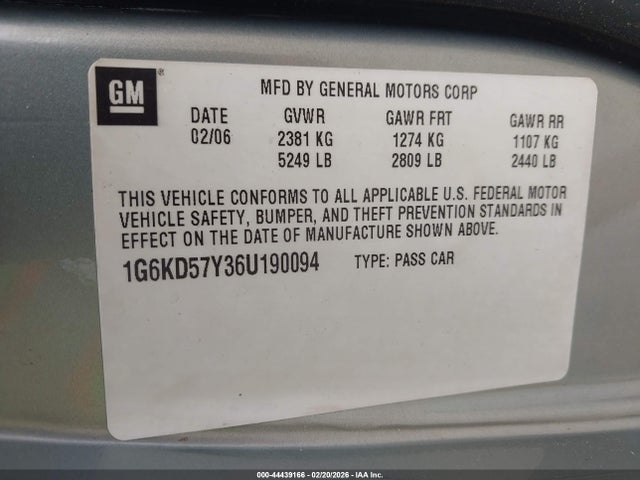 GM ®
MFD BY GENERAL MOTORS CORP
DATE GVWR GAWR FRT GAWR RR
02/06 2381 KG 1274 KG 1107 KG
5249 LB 2809 LB 2440 LB
THIS VEHICLE CONFORMS TO ALL APPLICABLE U.S. FEDERAL MOTOR
VEHICLE SAFETY, BUMPER, AND THEFT PREVENTION STANDARDS IN
EFFECT ON THE DATE OF MANUFACTURE SHOWN ABOVE.
1G6KD57Y36U190094 TYPE: PASS CAR
000-44439166 - 02/20/2026 - IAA Inc.